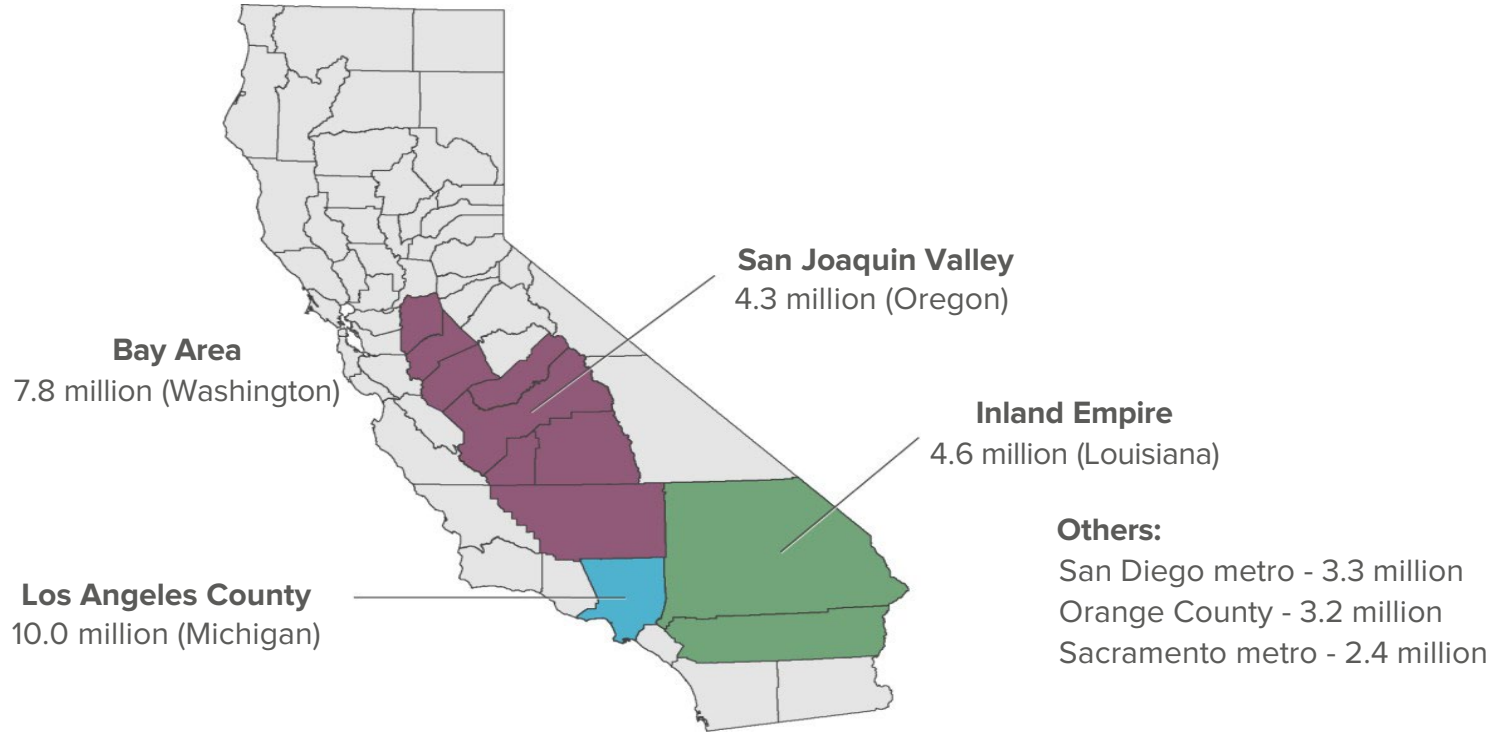 San Joaquin Valley
4.3 million (Oregon)
Bay Area
7.8 million (Washington)
Inland Empire
4.6 million (Louisiana)
Others:
San Diego metro - 3.3 million
Orange County - 3.2 million
Sacramento metro - 2.4 million
Los Angeles County
10.0 million (Michigan)